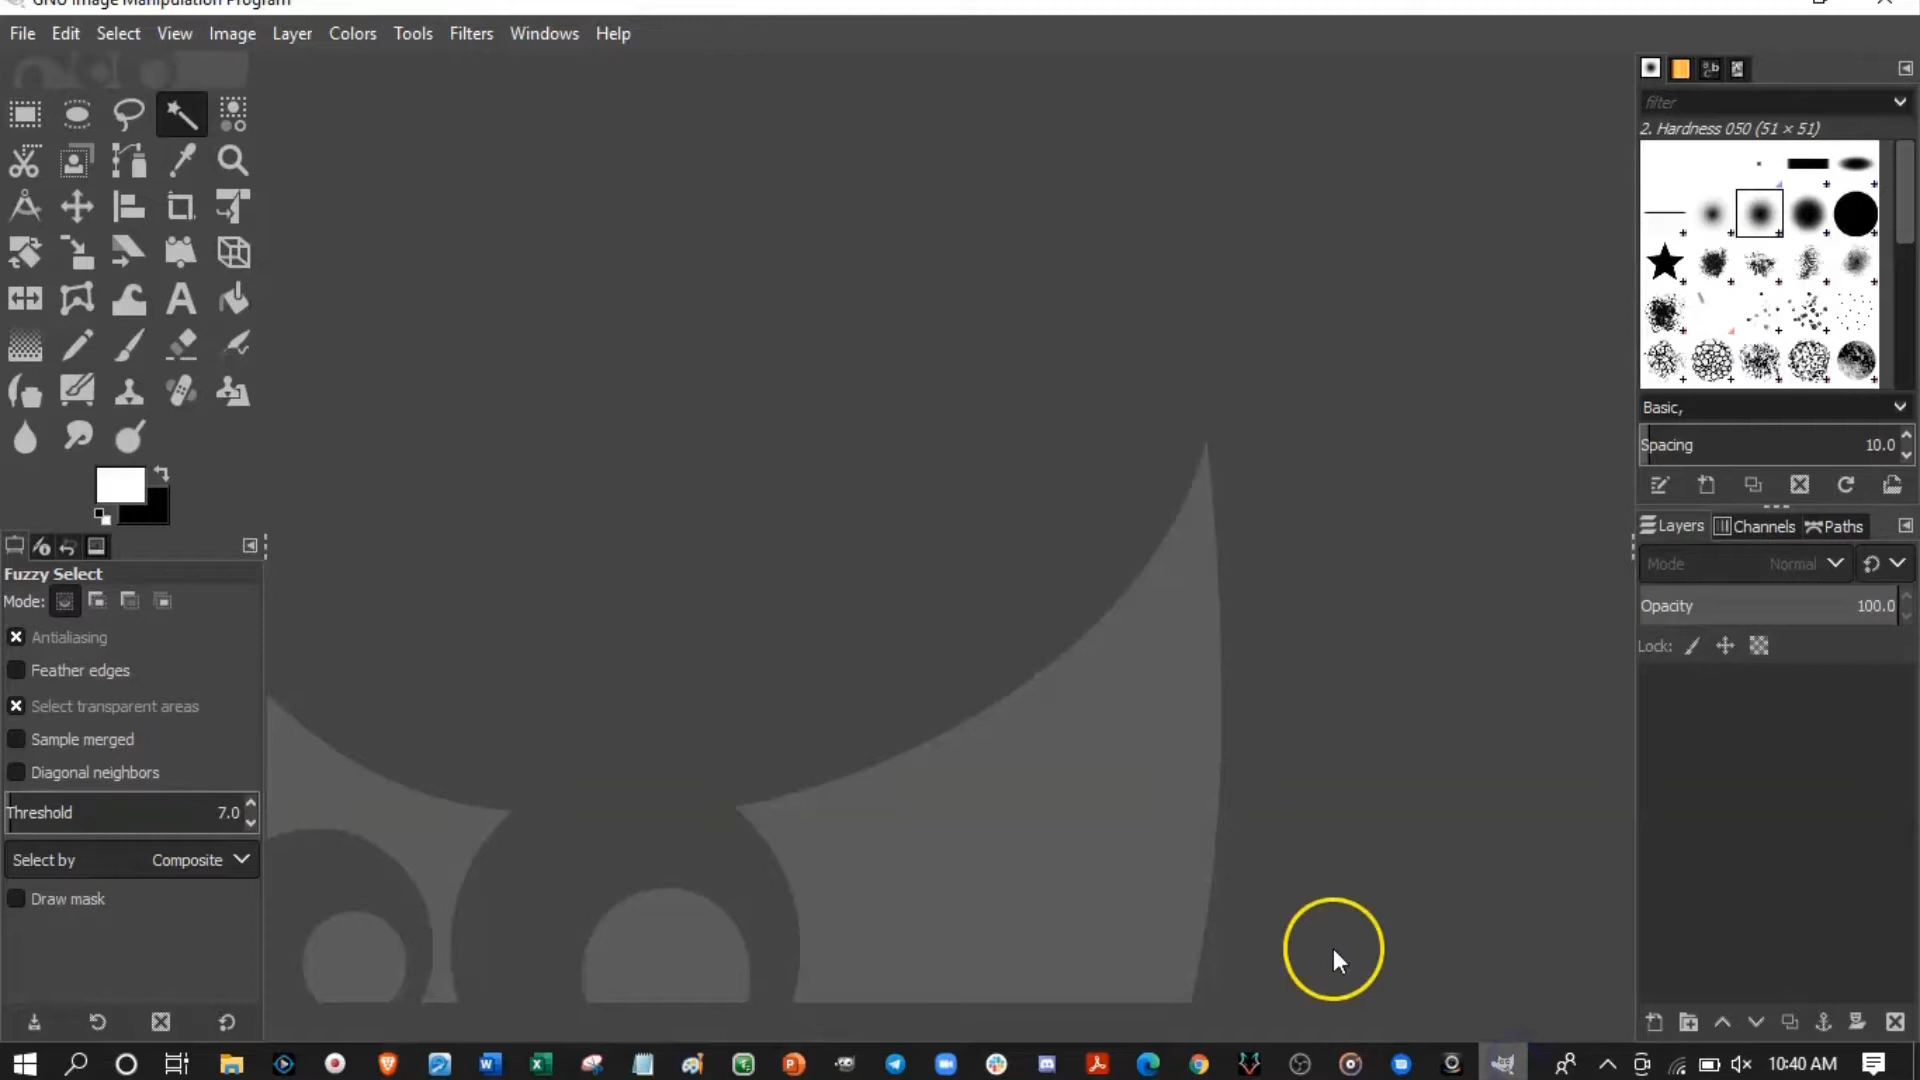 GNU Image Manipulation Program
File Edit Select View Image Layer Colors Tools Filters Windows Help
filter
2. Hardness 050 (51 × 51)
Basic,
Spacing 10.0
Layers Channels Paths
Mode Normal
Opacity 100.0
Lock:
Fuzzy Select
Mode:
Antialiasing
Feather edges
Select transparent areas
Sample merged
Diagonal neighbors
Threshold 7.0
Select by Composite
Draw mask
10:40 AM